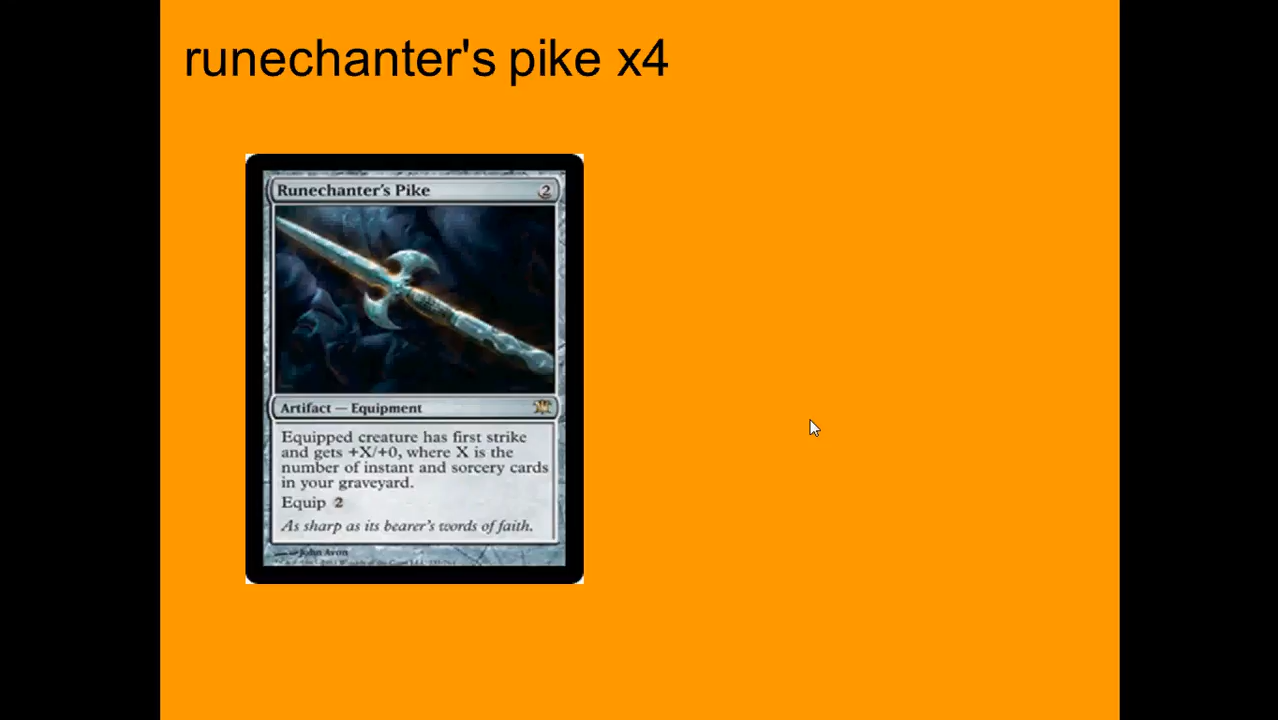 runechanter's pike x4
Runechanter's Pike 2
Artifact — Equipment
Equipped creature has first strike
and gets +X/+0, where X is the
number of instant and sorcery cards
in your graveyard.
Equip 2
As sharp as its bearer's words of faith.
John Avon